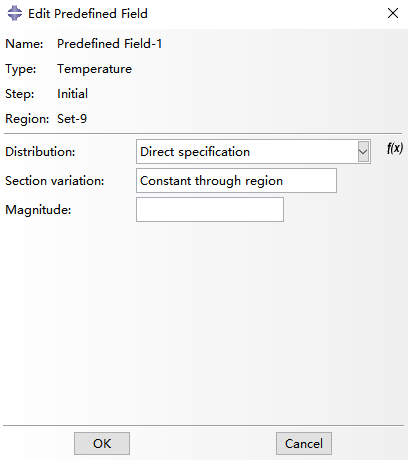 Edit Predefined Field
Name: Predefined Field-1
Type: Temperature
Step: Initial
Region: Set-9
Distribution: Direct specification f(x)
Section variation: Constant through region
Magnitude:
OK Cancel